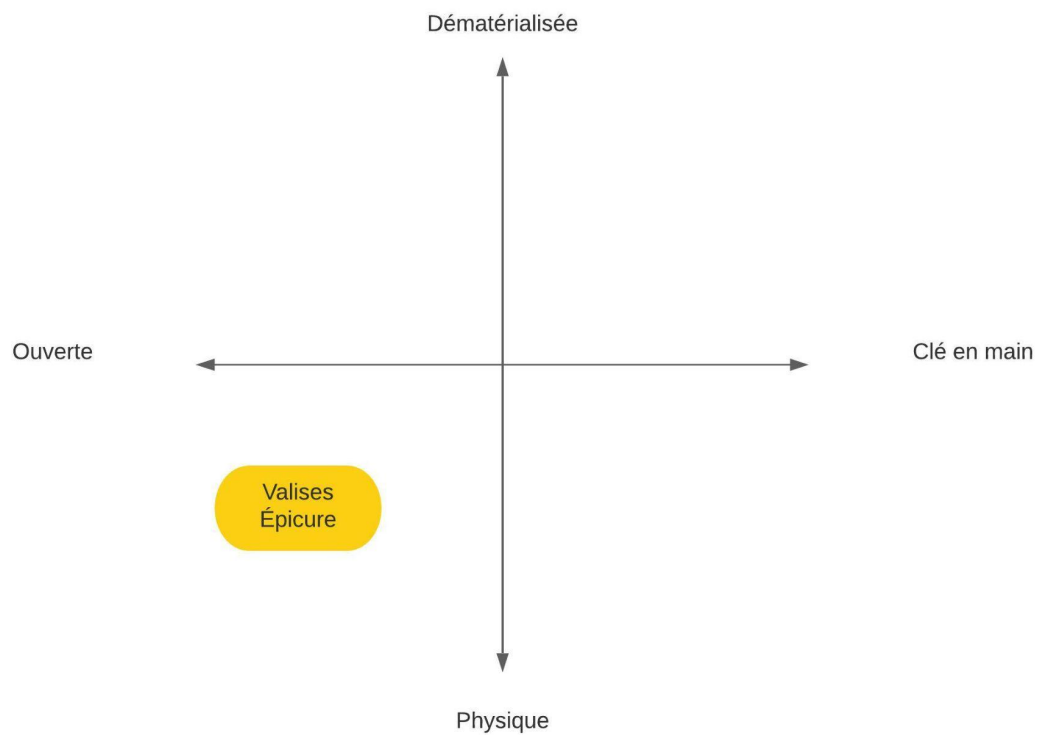 Dématérialisée
Ouverte
Clé en main
Valises
Épicure
Physique